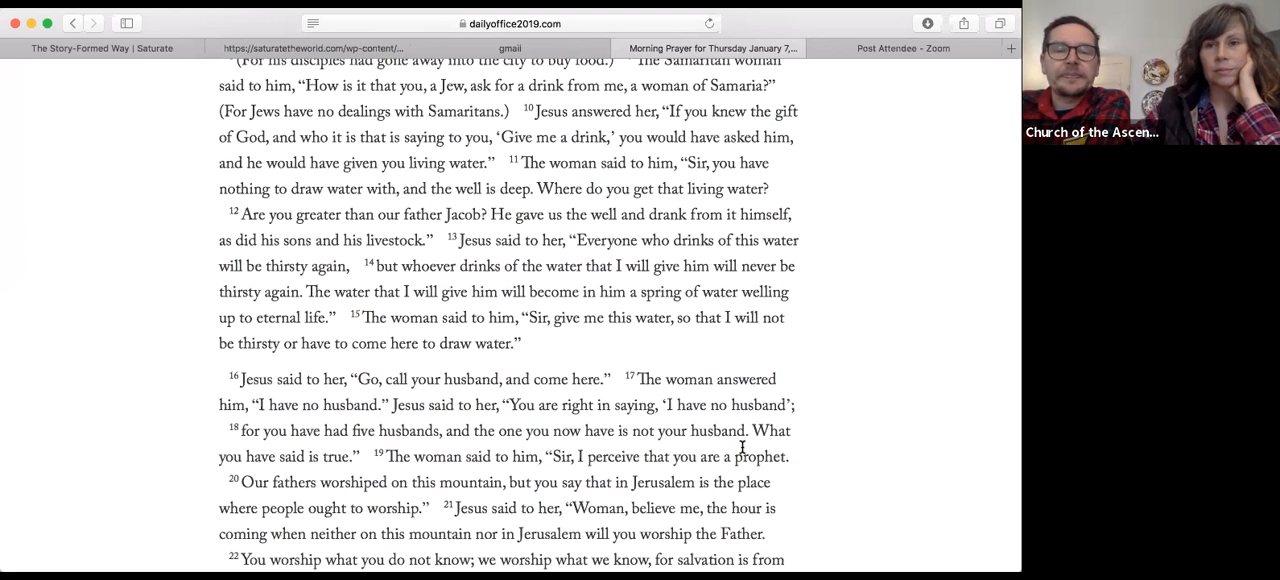 dailyoffice2019.com
The Story-Formed Way | Saturate
https://saturatetheworld.com/wp-content/...
gmail
Morning Prayer for Thursday January 7,...
Post Attendee - Zoom
(For his disciples had gone away into the city to buy food.) The Samaritan woman
said to him, “How is it that you, a Jew, ask for a drink from me, a woman of Samaria?”
(For Jews have no dealings with Samaritans.) 10 Jesus answered her, “If you knew the gift
of God, and who it is that is saying to you, ‘Give me a drink,’ you would have asked him,
and he would have given you living water.” 11 The woman said to him, “Sir, you have
nothing to draw water with, and the well is deep. Where do you get that living water?
12 Are you greater than our father Jacob? He gave us the well and drank from it himself,
as did his sons and his livestock.” 13 Jesus said to her, “Everyone who drinks of this water
will be thirsty again, 14 but whoever drinks of the water that I will give him will never be
thirsty again. The water that I will give him will become in him a spring of water welling
up to eternal life.” 15 The woman said to him, “Sir, give me this water, so that I will not
be thirsty or have to come here to draw water.”
16 Jesus said to her, “Go, call your husband, and come here.” 17 The woman answered
him, “I have no husband.” Jesus said to her, “You are right in saying, ‘I have no husband’;
18 for you have had five husbands, and the one you now have is not your husband. What
you have said is true.” 19 The woman said to him, “Sir, I perceive that you are a prophet.
20 Our fathers worshiped on this mountain, but you say that in Jerusalem is the place
where people ought to worship.” 21 Jesus said to her, “Woman, believe me, the hour is
coming when neither on this mountain nor in Jerusalem will you worship the Father.
22 You worship what you do not know; we worship what we know, for salvation is from
Church of the Ascen...